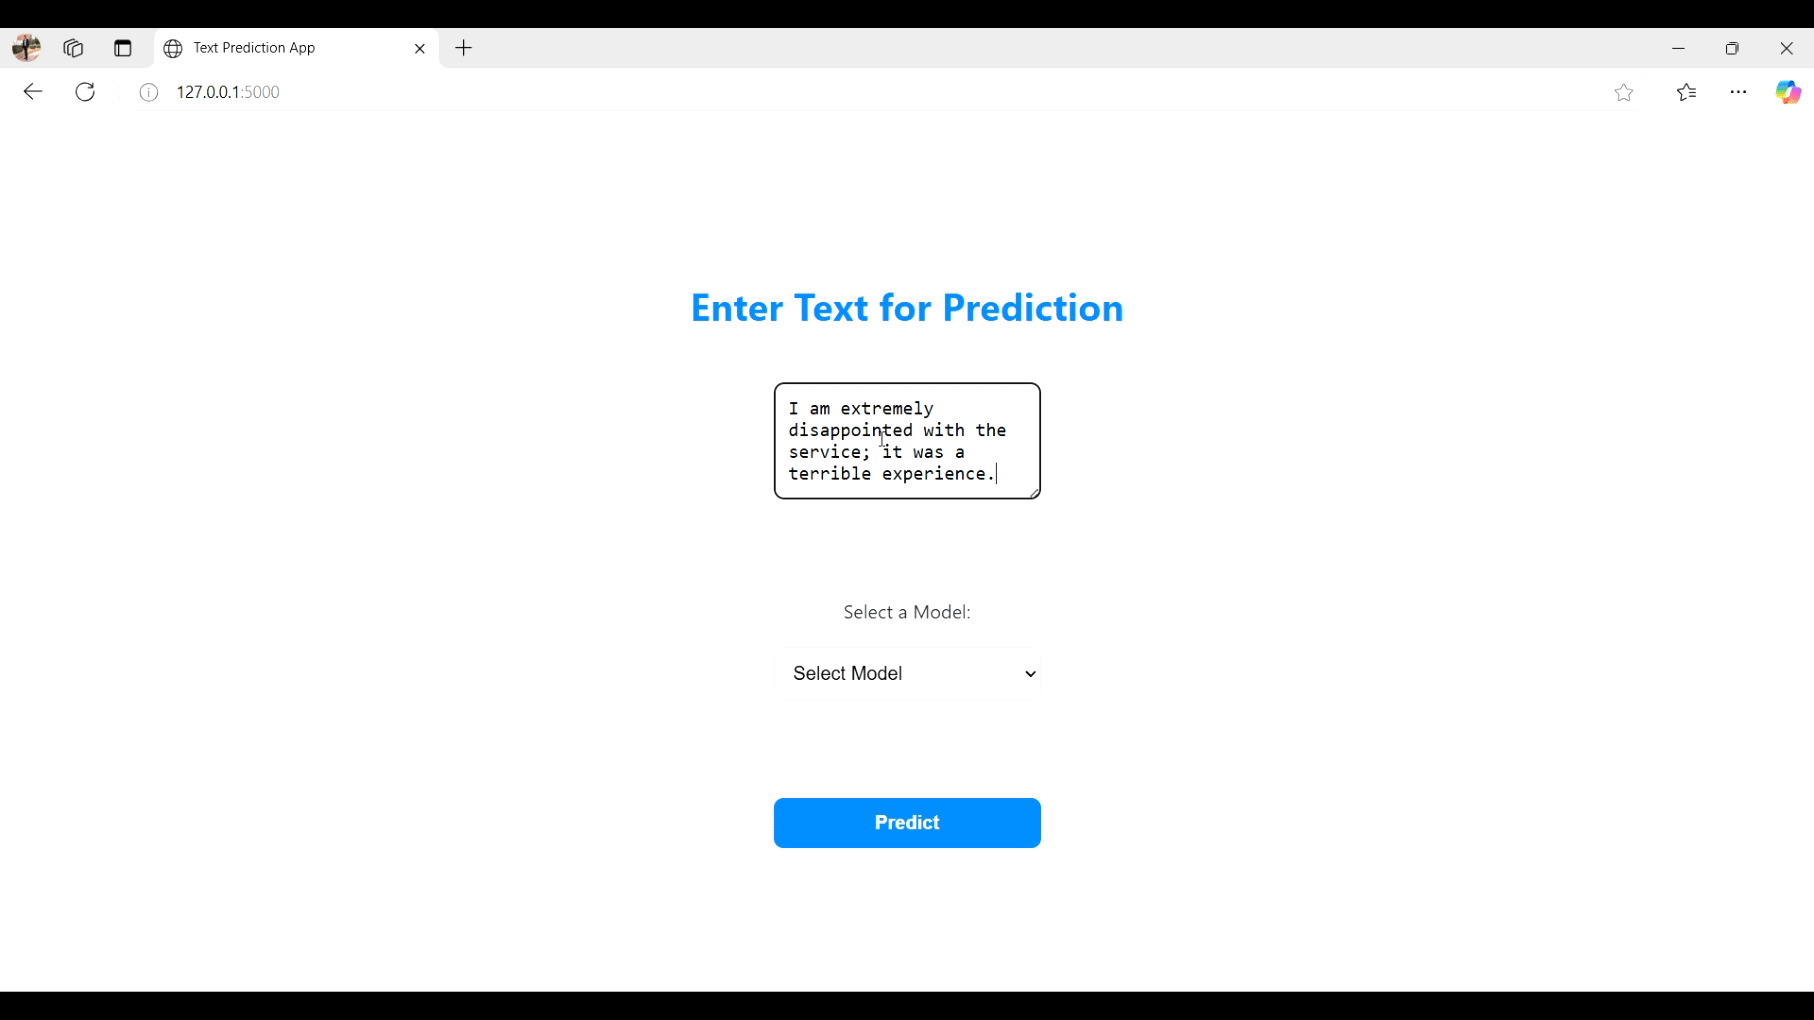 Text Prediction App
127.0.0.1:5000
Enter Text for Prediction
I am extremely
disappointed with the
service; it was a
terrible experience.
Select a Model:
Select Model
Predict